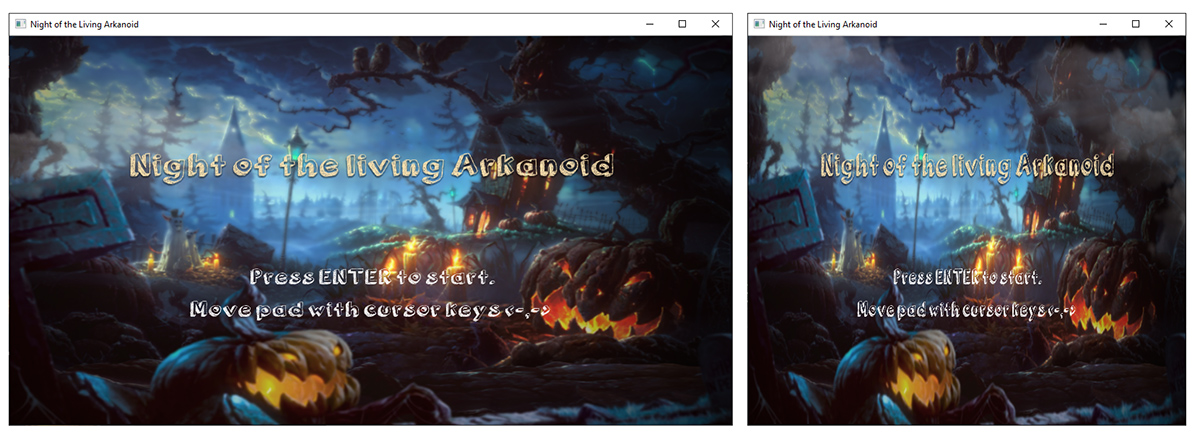 Night of the Living Arkanoid
Night of the living Arkanoid
Press ENTER to start.
Move pad with cursor keys <-,->
Night of the Living Arkanoid
Night of the living Arkanoid
Press ENTER to start.
Move pad with cursor keys <-,->